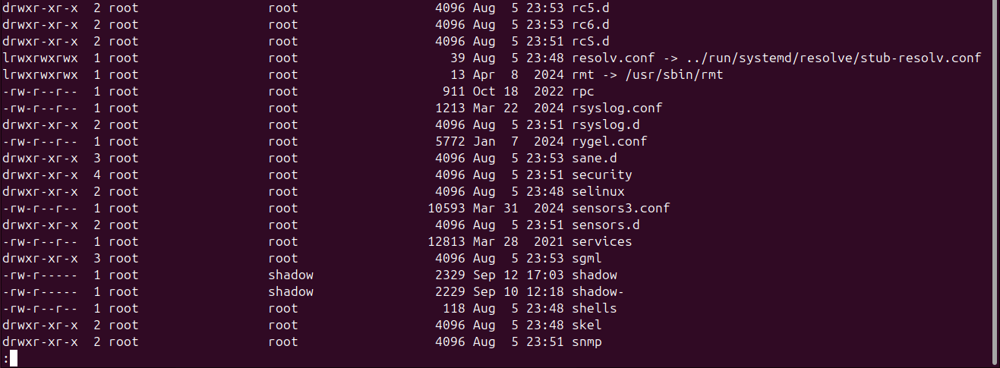 drwxr-xr-x  2 root                 root                  4096 Aug  5 23:53 rc5.d
drwxr-xr-x  2 root                 root                  4096 Aug  5 23:53 rc6.d
drwxr-xr-x  2 root                 root                  4096 Aug  5 23:51 rcS.d
lrwxrwxrwx  1 root                 root                    39 Aug  5 23:48 resolv.conf -> ../run/systemd/resolve/stub-resolv.conf
lrwxrwxrwx  1 root                 root                    13 Apr  8  2024 rmt -> /usr/sbin/rmt
-rw-r--r--  1 root                 root                   911 Oct 18  2022 rpc
-rw-r--r--  1 root                 root                  1213 Mar 22  2024 rsyslog.conf
drwxr-xr-x  2 root                 root                  4096 Aug  5 23:51 rsyslog.d
-rw-r--r--  1 root                 root                  5772 Jan  7  2024 rygel.conf
drwxr-xr-x  3 root                 root                  4096 Aug  5 23:53 sane.d
drwxr-xr-x  4 root                 root                  4096 Aug  5 23:51 security
drwxr-xr-x  2 root                 root                  4096 Aug  5 23:48 selinux
-rw-r--r--  1 root                 root                 10593 Mar 31  2024 sensors3.conf
drwxr-xr-x  2 root                 root                  4096 Aug  5 23:51 sensors.d
-rw-r--r--  1 root                 root                 12813 Mar 28  2021 services
drwxr-xr-x  3 root                 root                  4096 Aug  5 23:53 sgml
-rw-r-----  1 root                 shadow                2329 Sep 12 17:03 shadow
-rw-r-----  1 root                 shadow                2229 Sep 10 12:18 shadow-
-rw-r--r--  1 root                 root                   118 Aug  5 23:48 shells
drwxr-xr-x  2 root                 root                  4096 Aug  5 23:48 skel
drwxr-xr-x  2 root                 root                  4096 Aug  5 23:51 snmp
: